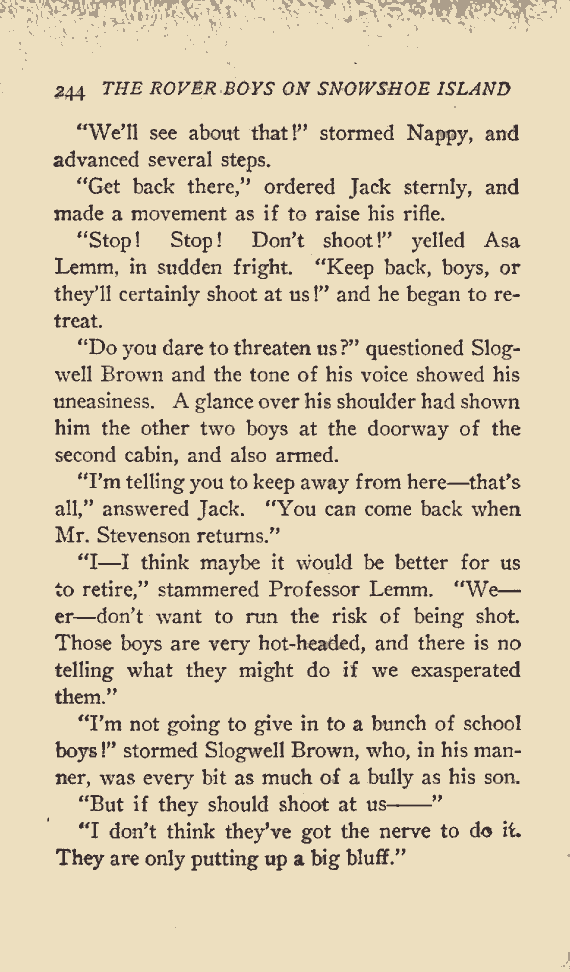 244 THE ROVER BOYS ON SNOWSHOE ISLAND
“We’ll see about that!” stormed Nappy, and
advanced several steps.
“Get back there,” ordered Jack sternly, and
made a movement as if to raise his rifle.
“Stop! Stop! Don’t shoot!” yelled Asa
Lemm, in sudden fright. “Keep back, boys, or
they’ll certainly shoot at us!” and he began to re-
treat.
“Do you dare to threaten us?” questioned Slog-
well Brown and the tone of his voice showed his
uneasiness. A glance over his shoulder had shown
him the other two boys at the doorway of the
second cabin, and also armed.
“I’m telling you to keep away from here—that’s
all,” answered Jack. “You can come back when
Mr. Stevenson returns.”
“I—I think maybe it would be better for us
to retire,” stammered Professor Lemm. “We—
er—don’t want to run the risk of being shot.
Those boys are very hot-headed, and there is no
telling what they might do if we exasperated
them.”
“I’m not going to give in to a bunch of school
boys!” stormed Slogwell Brown, who, in his man-
ner, was every bit as much of a bully as his son.
“But if they should shoot at us——”
“I don’t think they’ve got the nerve to do it.
They are only putting up a big bluff.”